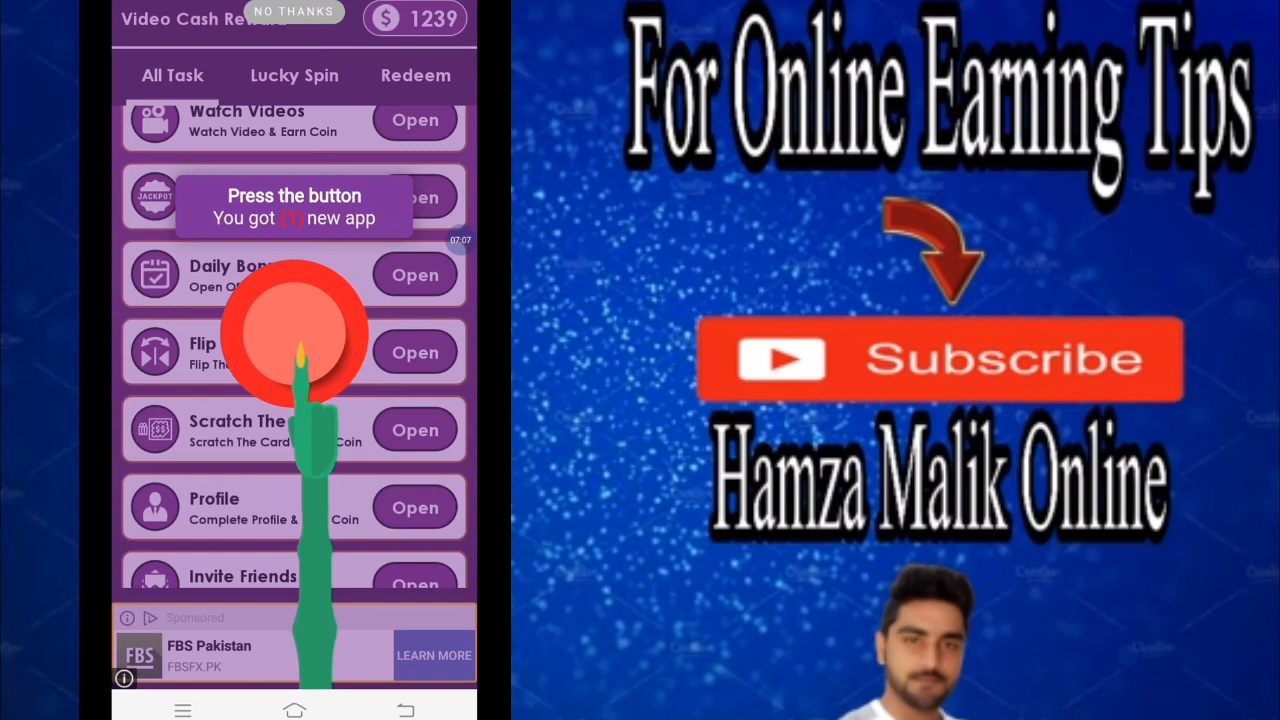 Video Cash Reward
NO THANKS
$ 1239
All Task
Lucky Spin
Redeem
Watch Videos
Watch Video & Earn Coin
Open
JACKPOT
Press the button
You got (1) new app
pen
07:07
Daily Bon
Open
Open
Flip
Flip Th
Open
Scratch The
Scratch The Card
Coin
Open
Profile
Complete Profile &
Coin
Open
Invite Friends
Open
Sponsored
FBS
FBS Pakistan
FBSFX.PK
LEARN MORE
For Online Earning Tips
Subscribe
Hamza Malik Online